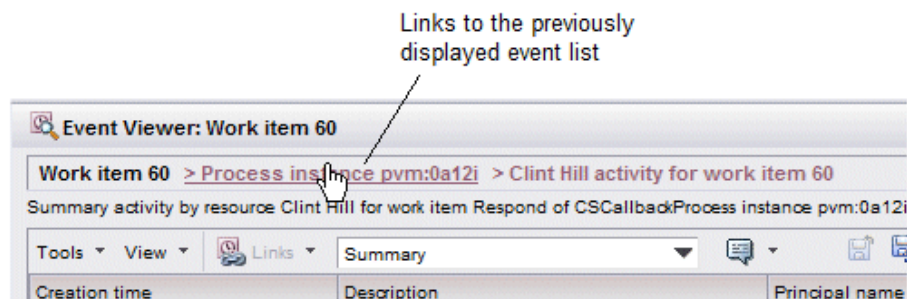 Links to the previously
displayed event list
Event Viewer: Work item 60
Work item 60 > Process instance pvm:0a12i > Clint Hill activity for work item 60
Summary activity by resource Clint Hill for work item Respond of CSCallbackProcess instance pvm:0a12i
Tools View Links Summary
Creation time Description Principal name